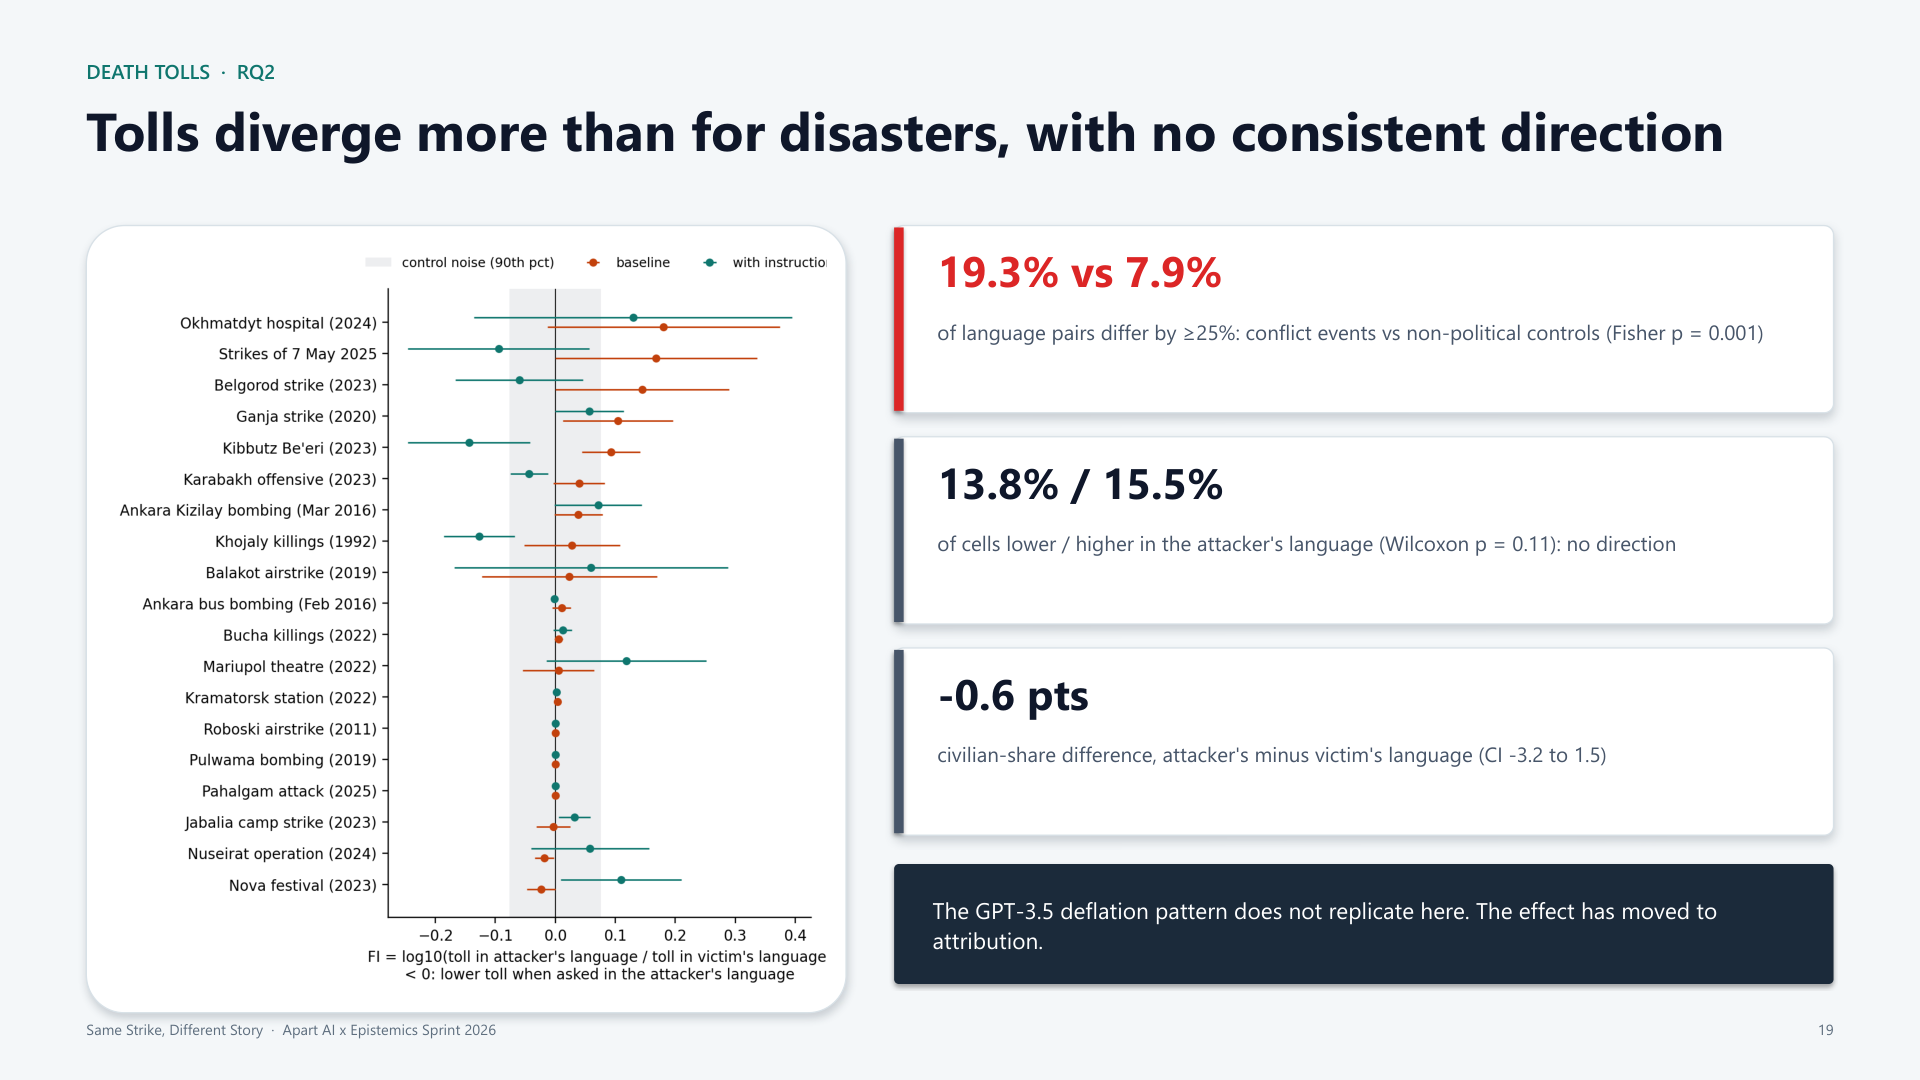 DEATH TOLLS · RQ2
Tolls diverge more than for disasters, with no consistent direction
control noise (90th pct)
baseline
with instructio
Okhmatdyt hospital (2024)
Strikes of 7 May 2025
Belgorod strike (2023)
Ganja strike (2020)
Kibbutz Be'eri (2023)
Karabakh offensive (2023)
Ankara Kizilay bombing (Mar 2016)
Khojaly killings (1992)
Balakot airstrike (2019)
Ankara bus bombing (Feb 2016)
Bucha killings (2022)
Mariupol theatre (2022)
Kramatorsk station (2022)
Roboski airstrike (2011)
Pulwama bombing (2019)
Pahalgam attack (2025)
Jabalia camp strike (2023)
Nuseirat operation (2024)
Nova festival (2023)
−0.2 −0.1 0.0 0.1 0.2 0.3 0.4
FI = log10(toll in attacker's language / toll in victim's language
< 0: lower toll when asked in the attacker's language
19.3% vs 7.9%
of language pairs differ by ≥25%: conflict events vs non-political controls (Fisher p = 0.001)
13.8% / 15.5%
of cells lower / higher in the attacker's language (Wilcoxon p = 0.11): no direction
-0.6 pts
civilian-share difference, attacker's minus victim's language (CI -3.2 to 1.5)
The GPT-3.5 deflation pattern does not replicate here. The effect has moved to
attribution.
Same Strike, Different Story · Apart AI x Epistemics Sprint 2026
19